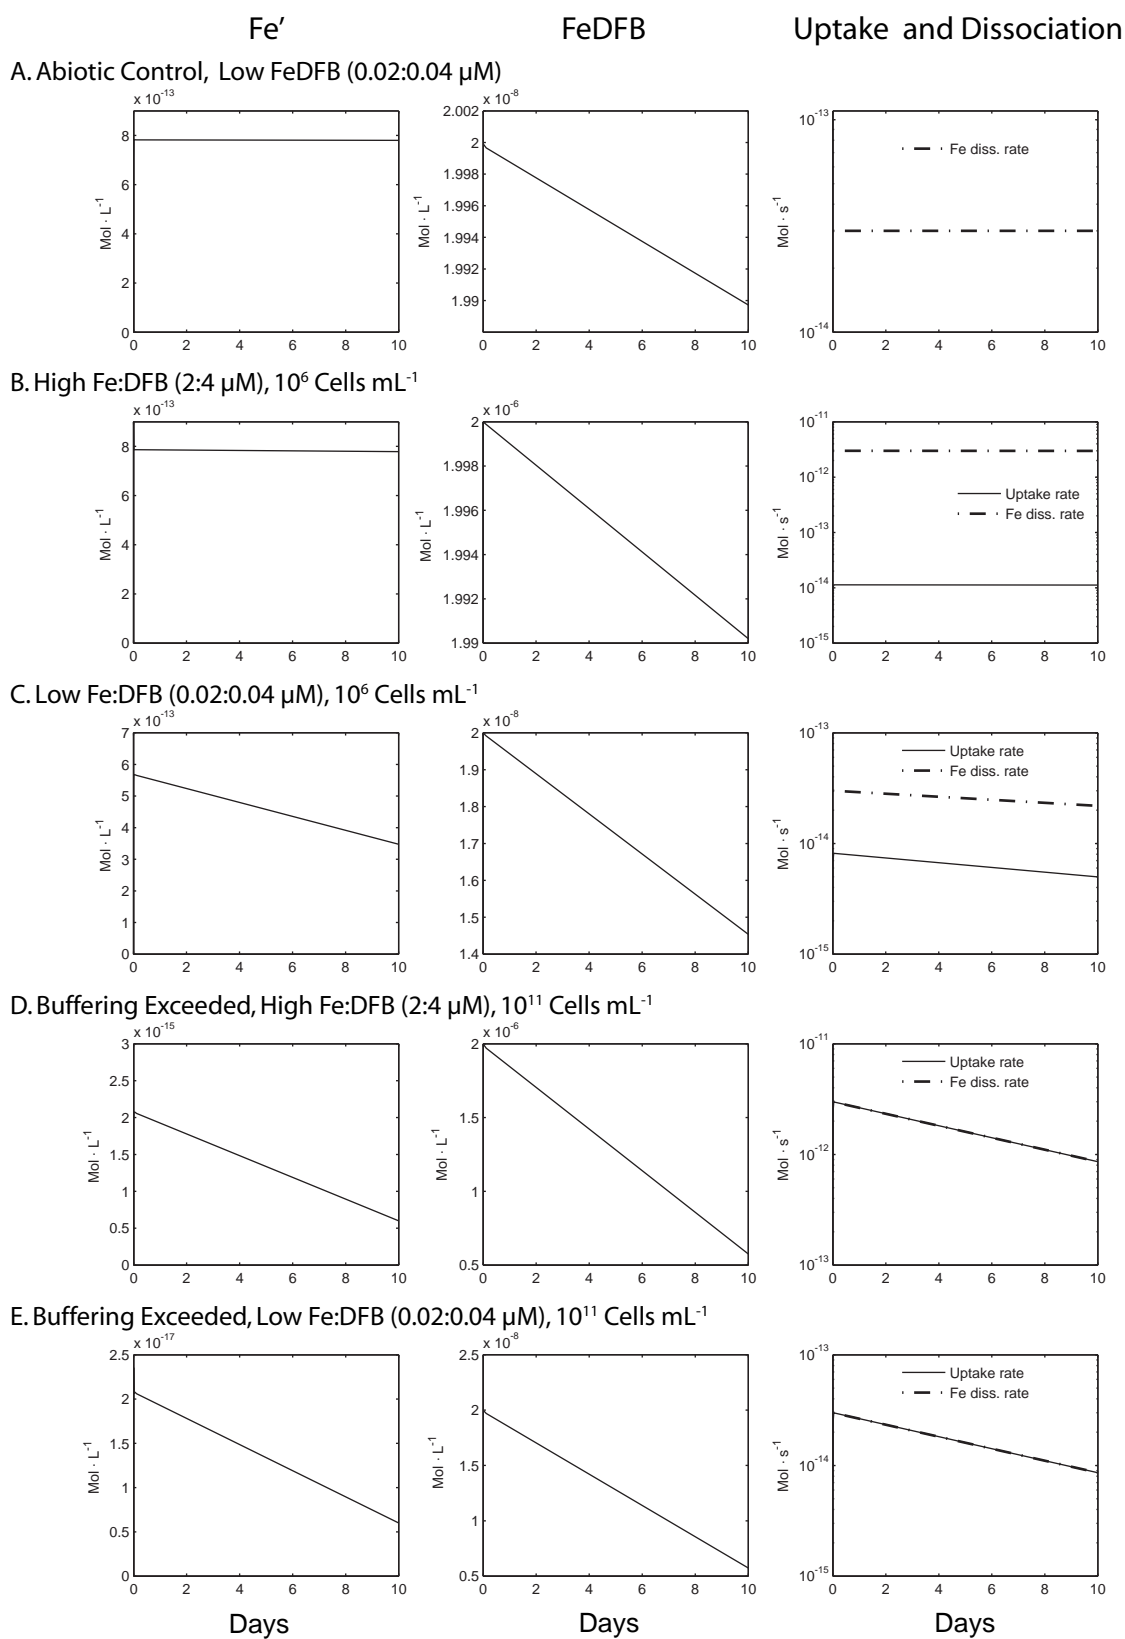 Fe′ FeDFB Uptake and Dissociation
A. Abiotic Control, Low FeDFB (0.02:0.04 µM)
x 10-13
8
6
4
2
0
Mol · L-1
0 2 4 6 8 10
x 10-8
2.002
2
1.998
1.996
1.994
1.992
1.99
Mol · L-1
0 2 4 6 8 10
10-13
10-14
Mol · s-1
Fe diss. rate
0 2 4 6 8 10
B. High Fe:DFB (2:4 µM), 106 Cells mL-1
x 10-13
8
6
4
2
0
Mol · L-1
0 2 4 6 8 10
x 10-6
2
1.998
1.996
1.994
1.992
1.99
Mol · L-1
0 2 4 6 8 10
10-11
10-12
10-13
10-14
10-15
Mol · s-1
Uptake rate
Fe diss. rate
0 2 4 6 8 10
C. Low Fe:DFB (0.02:0.04 µM), 106 Cells mL-1
x 10-13
7
6
5
4
3
2
1
0
Mol · L-1
0 2 4 6 8 10
x 10-8
2
1.9
1.8
1.7
1.6
1.5
1.4
Mol · L-1
0 2 4 6 8 10
10-13
10-14
10-15
Mol · s-1
Uptake rate
Fe diss. rate
0 2 4 6 8 10
D. Buffering Exceeded, High Fe:DFB (2:4 µM), 1011 Cells mL-1
x 10-15
3
2.5
2
1.5
1
0.5
0
Mol · L-1
0 2 4 6 8 10
x 10-6
2
1.5
1
0.5
Mol · L-1
0 2 4 6 8 10
10-11
10-12
10-13
Mol · s-1
Uptake rate
Fe diss. rate
0 2 4 6 8 10
E. Buffering Exceeded, Low Fe:DFB (0.02:0.04 µM), 1011 Cells mL-1
x 10-17
2.5
2
1.5
1
0.5
0
Mol · L-1
0 2 4 6 8 10
Days
x 10-8
2.5
2
1.5
1
0.5
Mol · L-1
0 2 4 6 8 10
Days
10-13
10-14
10-15
Mol · s-1
Uptake rate
Fe diss. rate
0 2 4 6 8 10
Days